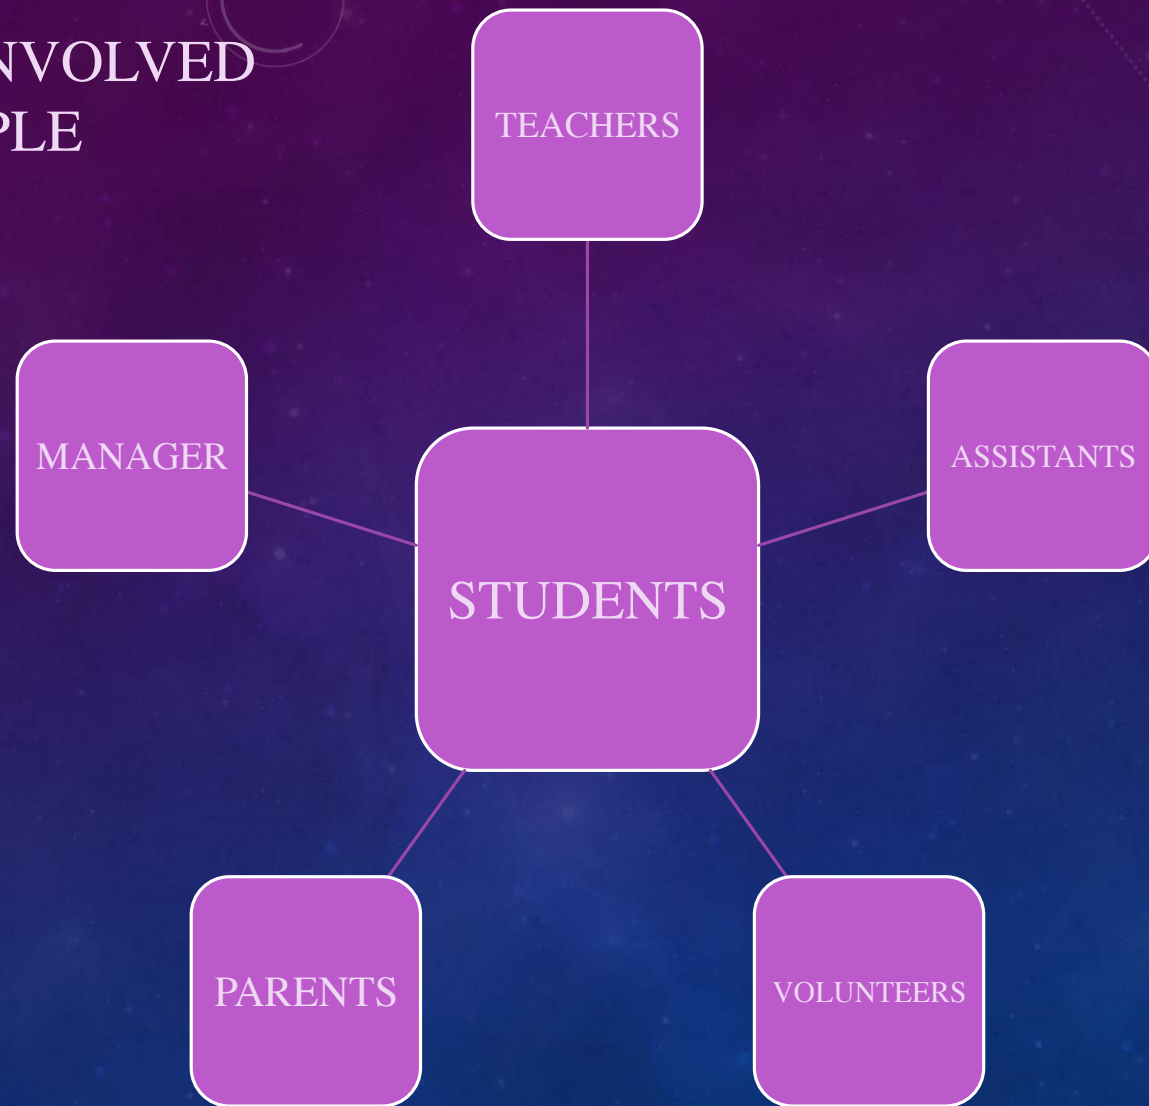 NVOLVED
PLE
TEACHERS
MANAGER
ASSISTANTS
STUDENTS
PARENTS
VOLUNTEERS